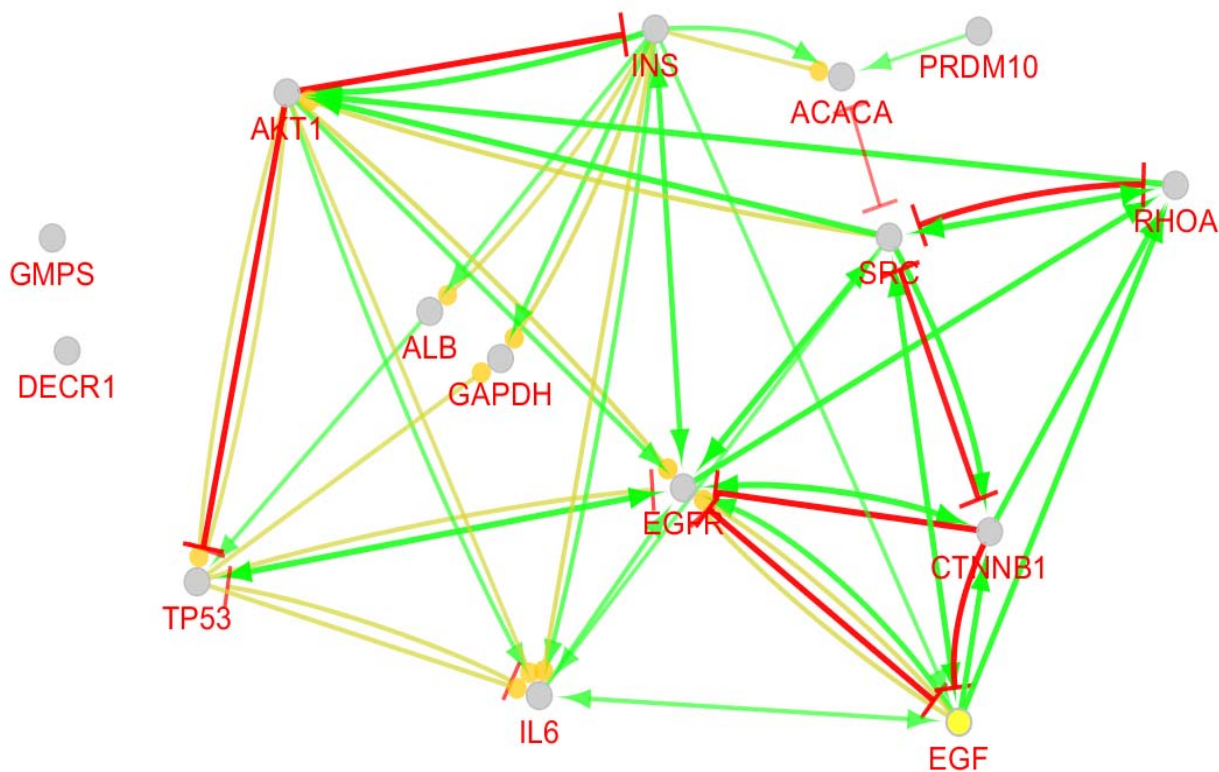 INS
PRDM10
ACACA
AKT1
RHOA
GMPS
SRC
ALB
DECR1
GAPDH
EGFR
CTNNB1
TP53
IL6
EGF